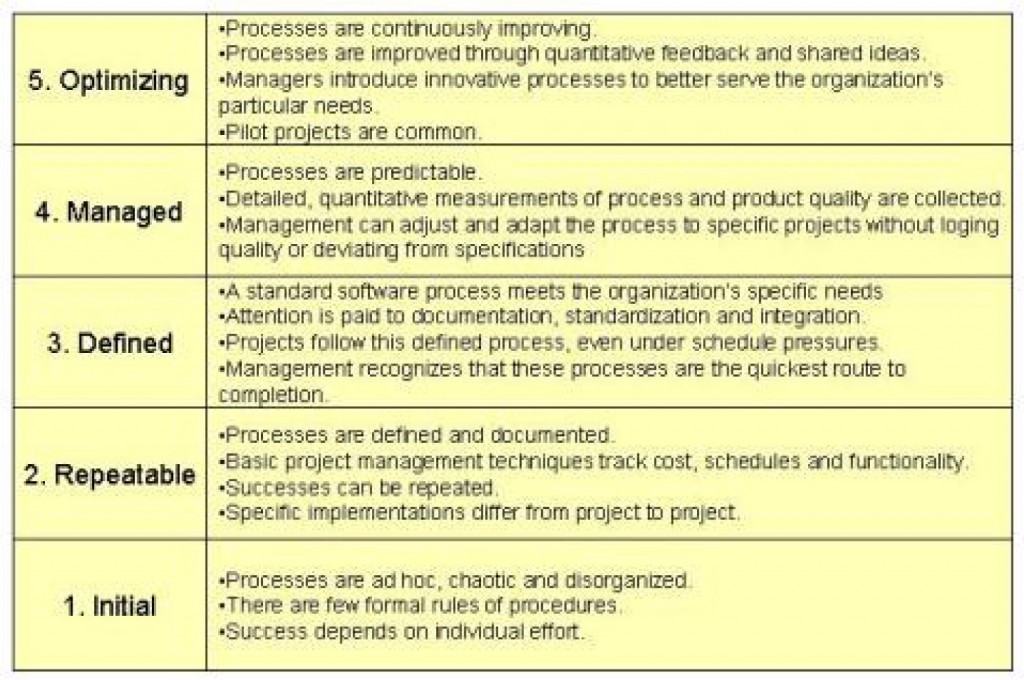 5. Optimizing
•Processes are continuously improving.
•Processes are improved through quantitative feedback and shared ideas.
•Managers introduce innovative processes to better serve the organization's
particular needs.
•Pilot projects are common.
4. Managed
•Processes are predictable.
•Detailed, quantitative measurements of process and product quality are collected.
•Management can adjust and adapt the process to specific projects without loging
quality or deviating from specifications
3. Defined
•A standard software process meets the organization's specific needs
•Attention is paid to documentation, standardization and integration.
•Projects follow this defined process, even under schedule pressures.
•Management recognizes that these processes are the quickest route to
completion.
2. Repeatable
•Processes are defined and documented.
•Basic project management techniques track cost, schedules and functionality.
•Successes can be repeated.
•Specific implementations differ from project to project.
1. Initial
•Processes are ad hoc, chaotic and disorganized.
•There are few formal rules of procedures.
•Success depends on individual effort.